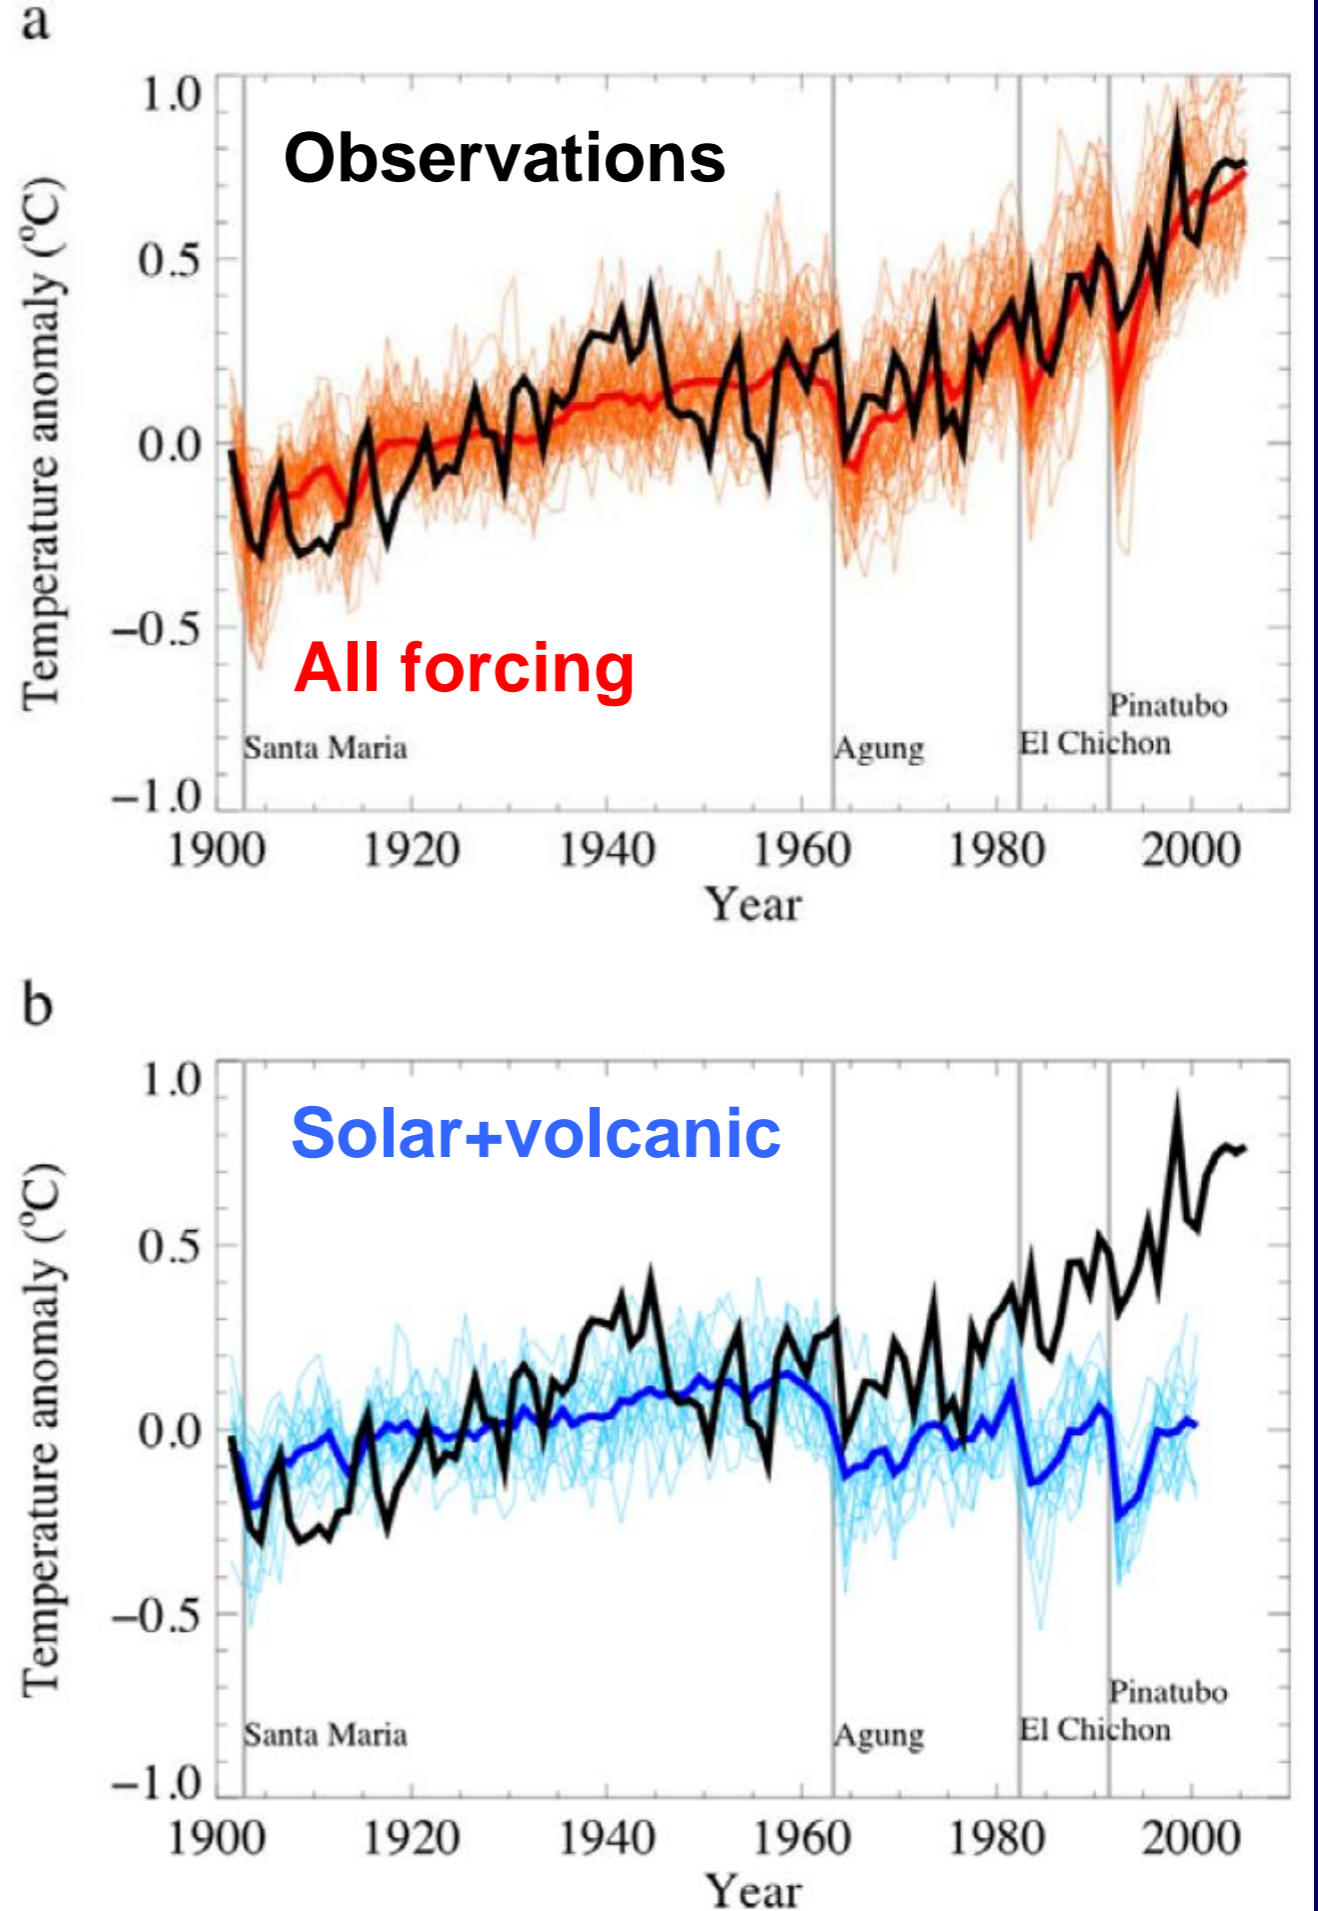 a
Temperature anomaly (°C)
1.0
0.5
0.0
−0.5
−1.0
Observations
All forcing
Santa Maria
Agung
El Chichon
Pinatubo
1900 1920 1940 1960 1980 2000
Year
b
Temperature anomaly (°C)
1.0
0.5
0.0
−0.5
−1.0
Solar+volcanic
Santa Maria
Agung
El Chichon
Pinatubo
1900 1920 1940 1960 1980 2000
Year